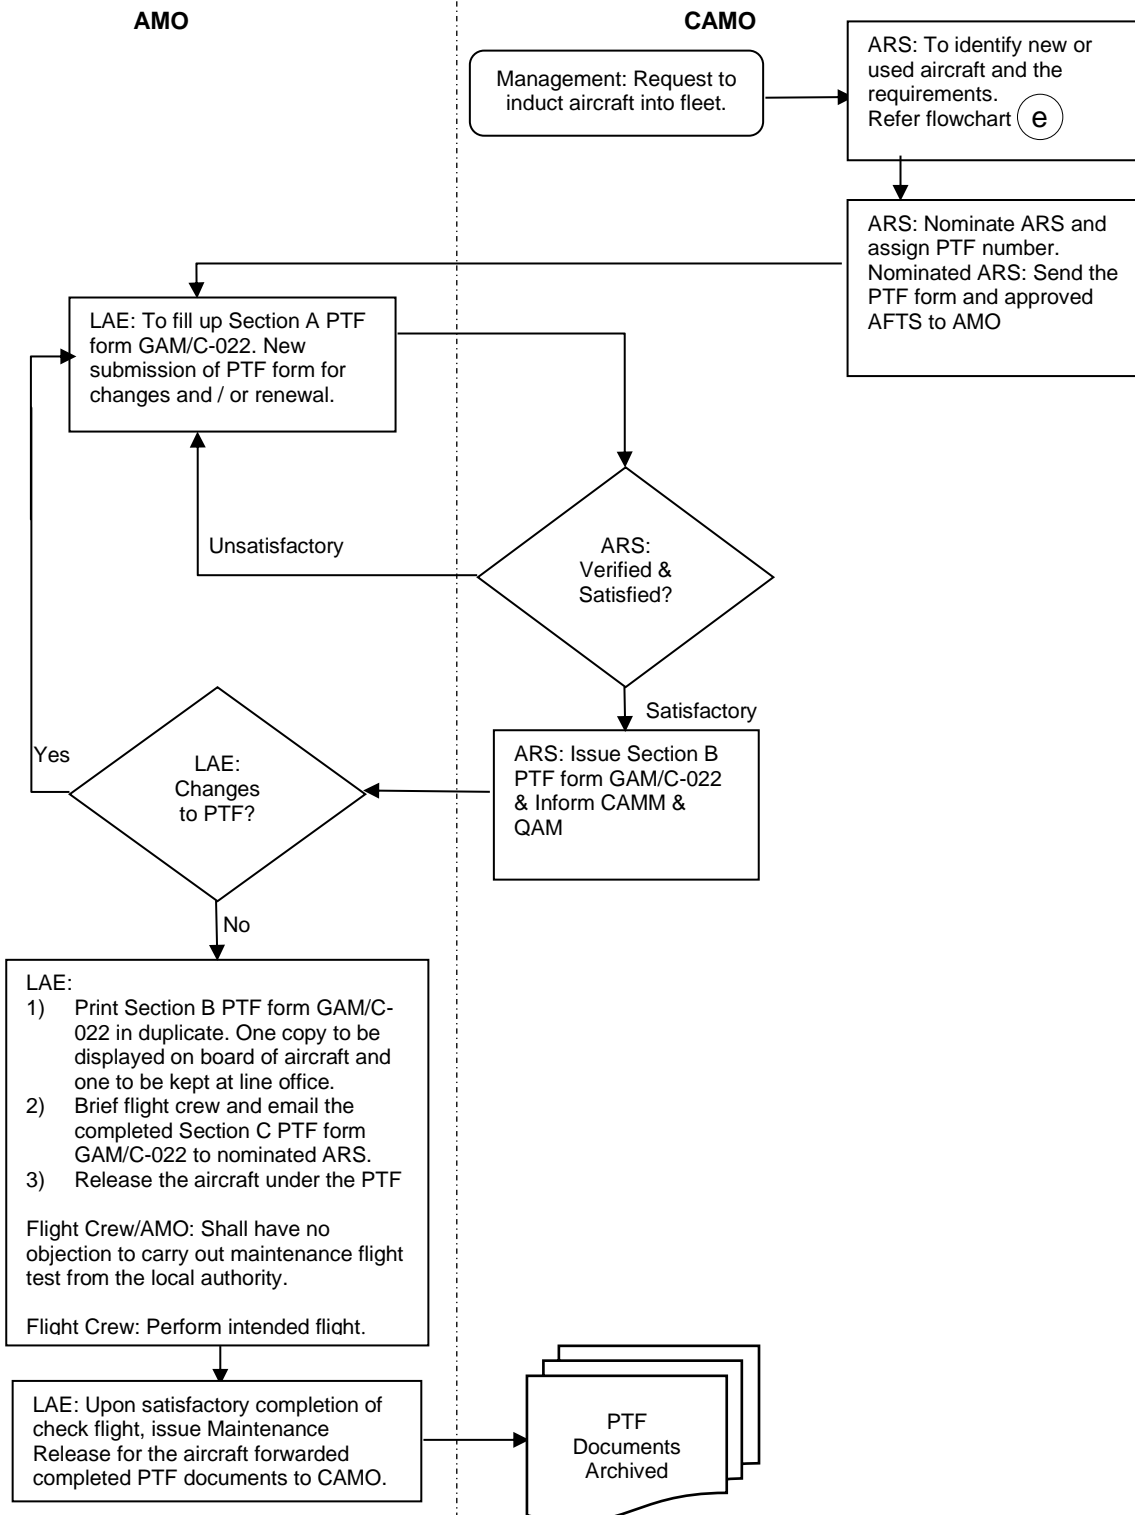 AMO
CAMO
Management: Request to
induct aircraft into fleet.
ARS: To identify new or
used aircraft and the
requirements.
Refer flowchart e
ARS: Nominate ARS and
assign PTF number.
Nominated ARS: Send the
PTF form and approved
AFTS to AMO
LAE: To fill up Section A PTF
form GAM/C-022. New
submission of PTF form for
changes and / or renewal.
Unsatisfactory
ARS:
Verified &
Satisfied?
Satisfactory
ARS: Issue Section B
PTF form GAM/C-022
& Inform CAMM &
QAM
Yes
LAE:
Changes
to PTF?
No
LAE:
1) Print Section B PTF form GAM/C-
022 in duplicate. One copy to be
displayed on board of aircraft and
one to be kept at line office.
2) Brief flight crew and email the
completed Section C PTF form
GAM/C-022 to nominated ARS.
3) Release the aircraft under the PTF
Flight Crew/AMO: Shall have no
objection to carry out maintenance flight
test from the local authority.
Flight Crew: Perform intended flight.
LAE: Upon satisfactory completion of
check flight, issue Maintenance
Release for the aircraft forwarded
completed PTF documents to CAMO.
PTF
Documents
Archived